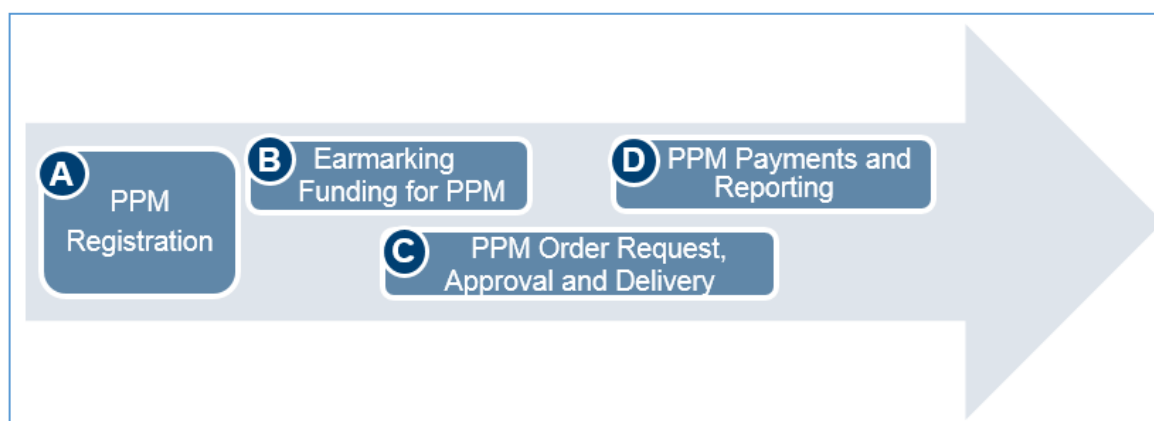 A
PPM
Registration
B
Earmarking
Funding for PPM
C
PPM Order Request,
Approval and Delivery
D
PPM Payments and
Reporting